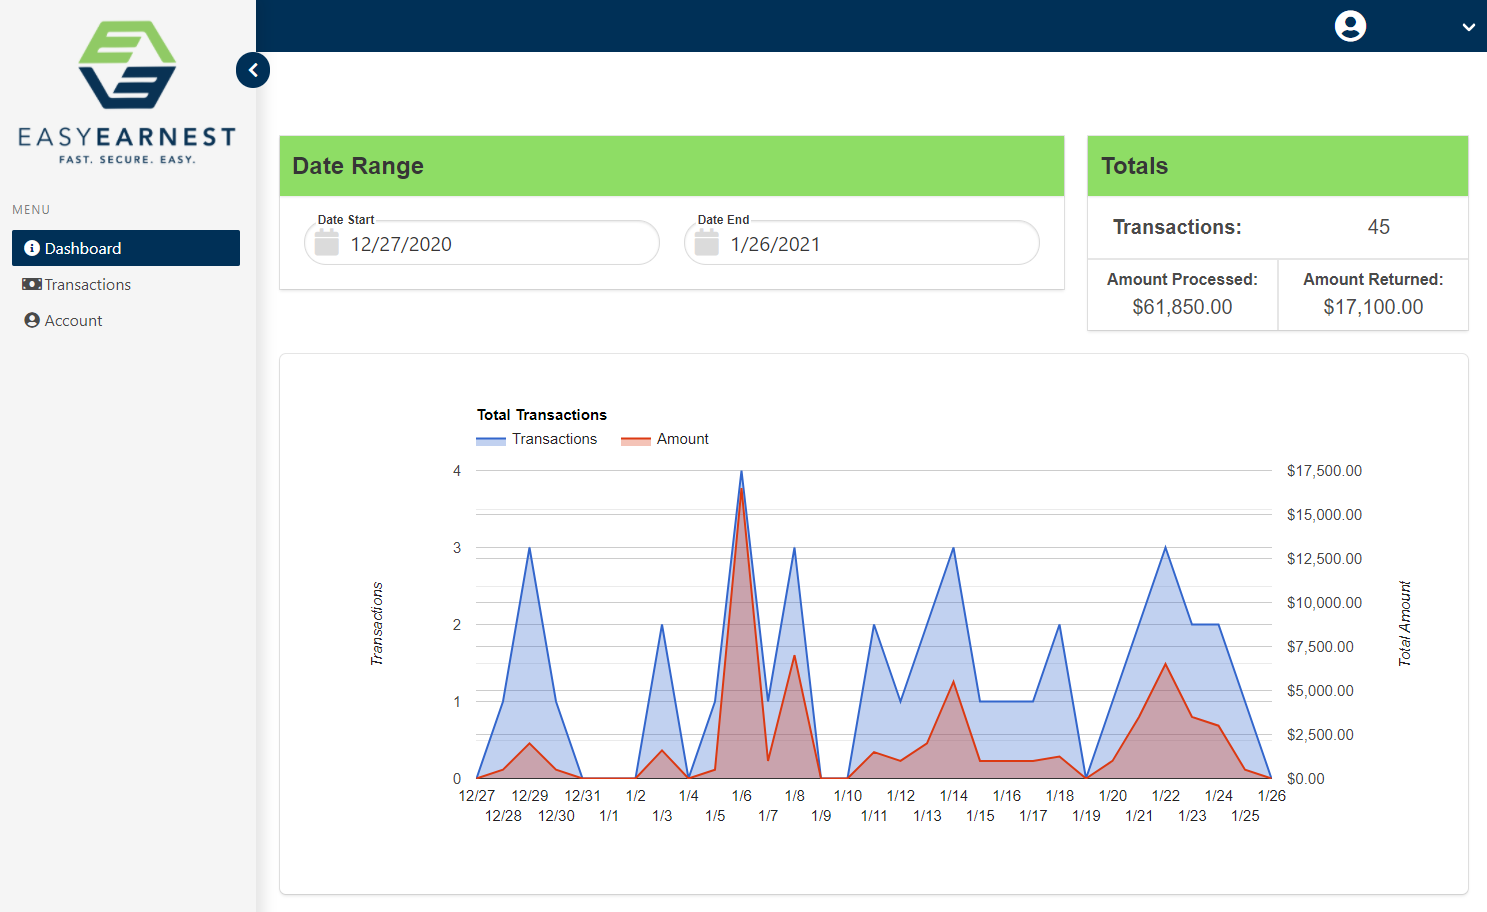 EASYEARNEST
FAST. SECURE. EASY.
MENU
Dashboard
Transactions
Account
Date Range
Date Start
12/27/2020
Date End
1/26/2021
Totals
Transactions: 45
Amount Processed:
$61,850.00
Amount Returned:
$17,100.00
Total Transactions
Transactions Amount
4
3
2
1
0
Transactions
$17,500.00
$15,000.00
$12,500.00
$10,000.00
$7,500.00
$5,000.00
$2,500.00
$0.00
Total Amount
12/27 12/29 12/31 1/2 1/4 1/6 1/8 1/10 1/12 1/14 1/16 1/18 1/20 1/22 1/24 1/26
12/28 12/30 1/1 1/3 1/5 1/7 1/9 1/11 1/13 1/15 1/17 1/19 1/21 1/23 1/25